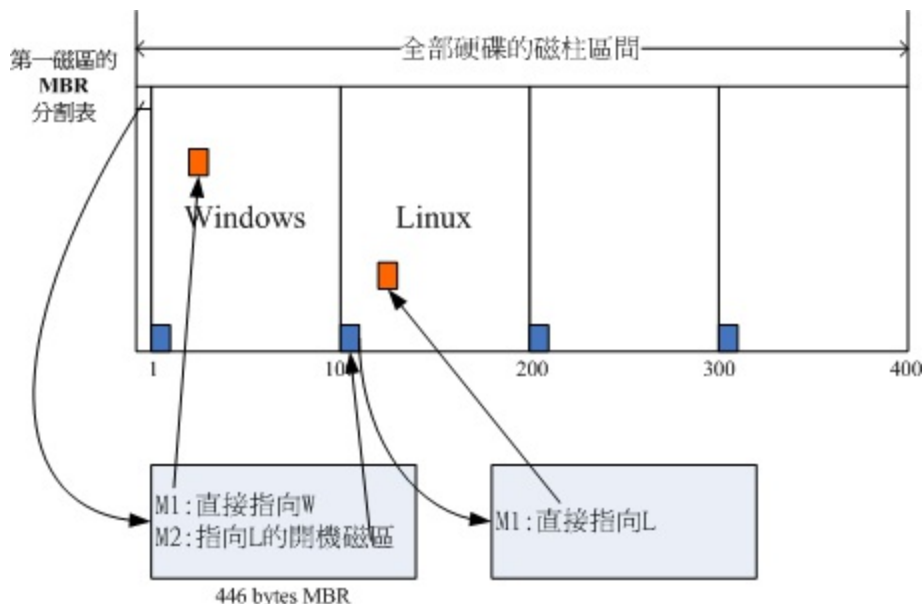 全部硬碟的磁柱區間
第一磁區的
MBR
分割表
Windows
Linux
1
100
200
300
400
M1:直接指向W
M2:指向L的開機磁區
M1:直接指向L
446 bytes MBR